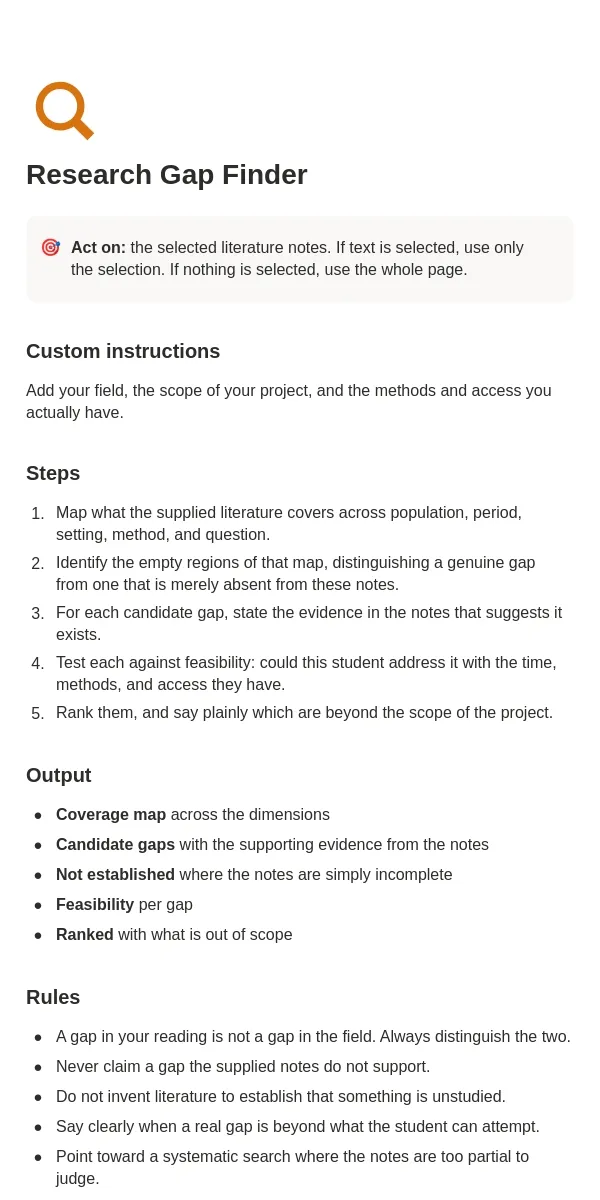 Research Gap Finder
Act on: the selected literature notes. If text is selected, use only
the selection. If nothing is selected, use the whole page.
Custom instructions
Add your field, the scope of your project, and the methods and access you
actually have.
Steps
1. Map what the supplied literature covers across population, period,
setting, method, and question.
2. Identify the empty regions of that map, distinguishing a genuine gap
from one that is merely absent from these notes.
3. For each candidate gap, state the evidence in the notes that suggests it
exists.
4. Test each against feasibility: could this student address it with the time,
methods, and access they have.
5. Rank them, and say plainly which are beyond the scope of the project.
Output
• Coverage map across the dimensions
• Candidate gaps with the supporting evidence from the notes
• Not established where the notes are simply incomplete
• Feasibility per gap
• Ranked with what is out of scope
Rules
• A gap in your reading is not a gap in the field. Always distinguish the two.
• Never claim a gap the supplied notes do not support.
• Do not invent literature to establish that something is unstudied.
• Say clearly when a real gap is beyond what the student can attempt.
• Point toward a systematic search where the notes are too partial to
judge.